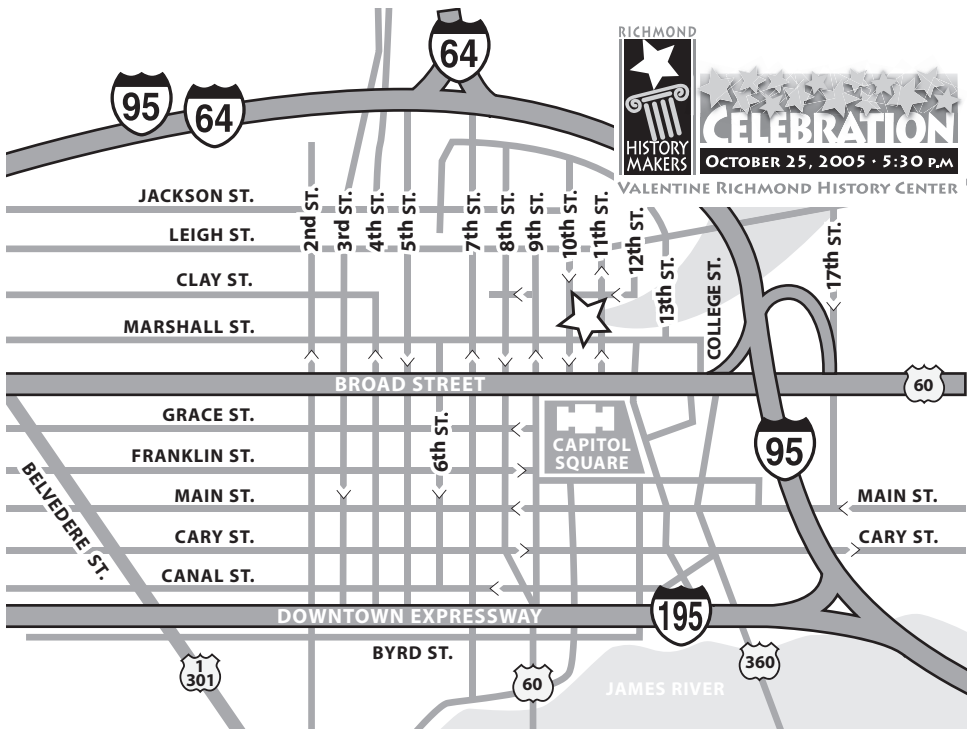 RICHMOND
HISTORY
MAKERS
CELEBRATION
OCTOBER 25, 2005 · 5:30 P.M
VALENTINE RICHMOND HISTORY CENTER
64
95
64
JACKSON ST.
LEIGH ST.
CLAY ST.
MARSHALL ST.
2nd ST.
3rd ST.
4th ST.
5th ST.
7th ST.
8th ST.
9th ST.
10th ST.
11th ST.
12th ST.
13th ST.
COLLEGE ST.
17th ST.
BROAD STREET
60
GRACE ST.
FRANKLIN ST.
MAIN ST.
CARY ST.
CANAL ST.
6th ST.
CAPITOL
SQUARE
95
MAIN ST.
CARY ST.
BELVEDERE ST.
DOWNTOWN EXPRESSWAY
195
BYRD ST.
1
301
60
360
JAMES RIVER